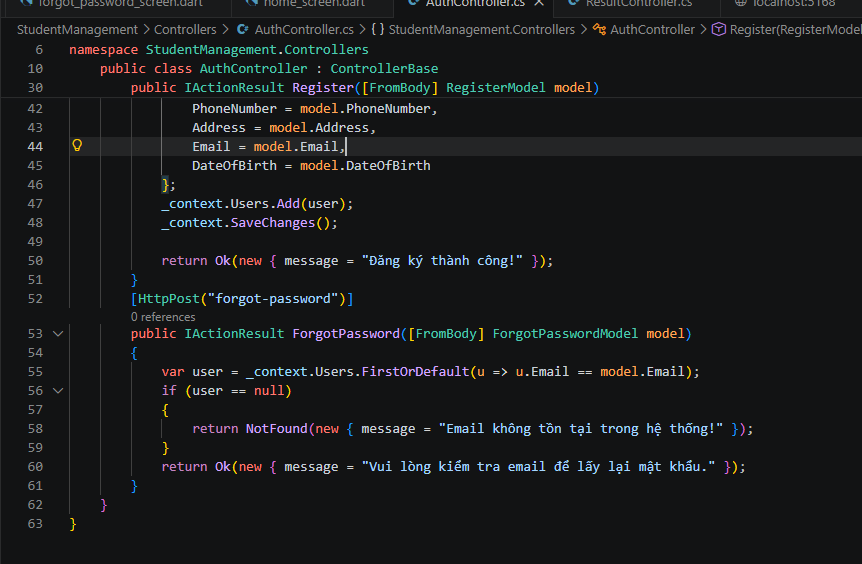 forgot_password_screen.dart home_screen.dart AuthController.cs ResultController.cs localhost:5168
StudentManagement > Controllers > AuthController.cs > {} StudentManagement.Controllers > AuthController > Register(RegisterModel
6 namespace StudentManagement.Controllers
10 public class AuthController : ControllerBase
30 public IActionResult Register([FromBody] RegisterModel model)
42 PhoneNumber = model.PhoneNumber,
43 Address = model.Address,
44 Email = model.Email,
45 DateOfBirth = model.DateOfBirth
46 };
47 _context.Users.Add(user);
48 _context.SaveChanges();
49
50 return Ok(new { message = "Đăng ký thành công!" });
51 }
52 [HttpPost("forgot-password")]
0 references
53 public IActionResult ForgotPassword([FromBody] ForgotPasswordModel model)
54 {
55 var user = _context.Users.FirstOrDefault(u => u.Email == model.Email);
56 if (user == null)
57 {
58 return NotFound(new { message = "Email không tồn tại trong hệ thống!" });
59 }
60 return Ok(new { message = "Vui lòng kiểm tra email để lấy lại mật khẩu." });
61 }
62 }
63 }